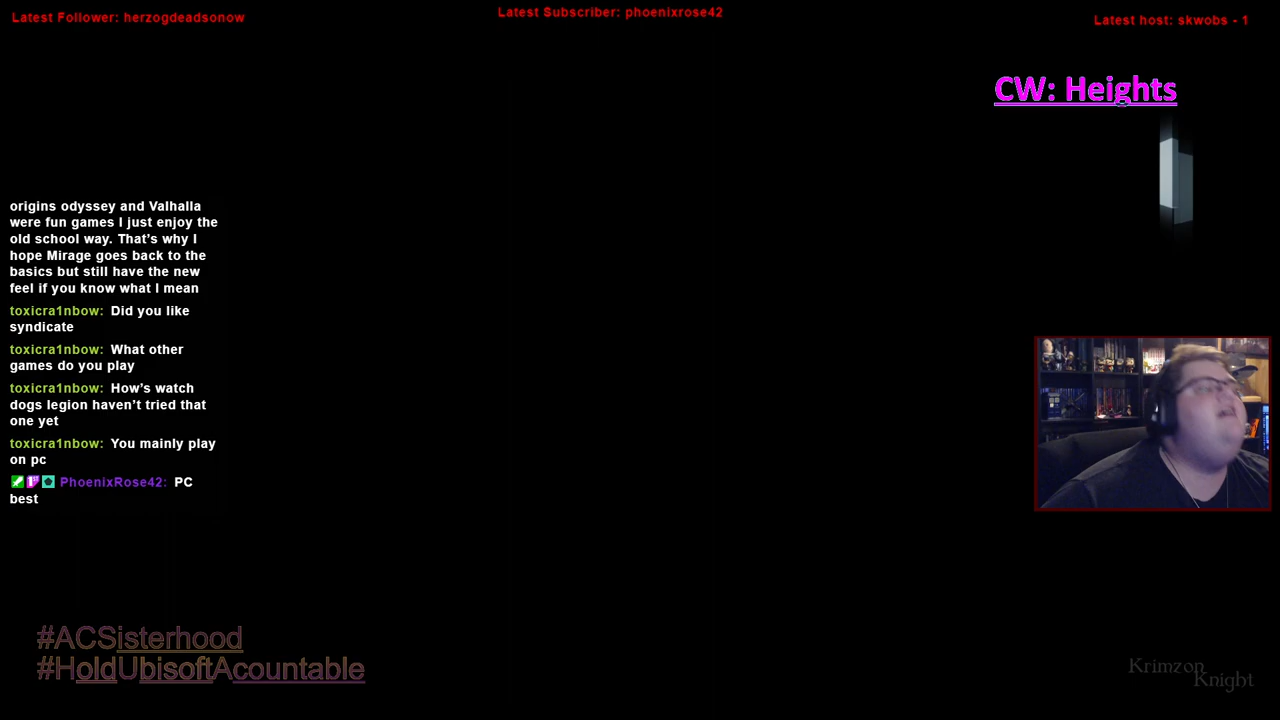 Latest Follower: herzogdeadsonow
Latest Subscriber: phoenixrose42
Latest host: skwobs - 1
CW: Heights
origins odyssey and Valhalla
were fun games I just enjoy the
old school way. That's why I
hope Mirage goes back to the
basics but still have the new
feel if you know what I mean
toxicra1nbow: Did you like
syndicate
toxicra1nbow: What other
games do you play
toxicra1nbow: How's watch
dogs legion haven't tried that
one yet
toxicra1nbow: You mainly play
on pc
PhoenixRose42: PC
best
#ACSisterhood
#HoldUbisoftAcountable
Krimzon
Knight